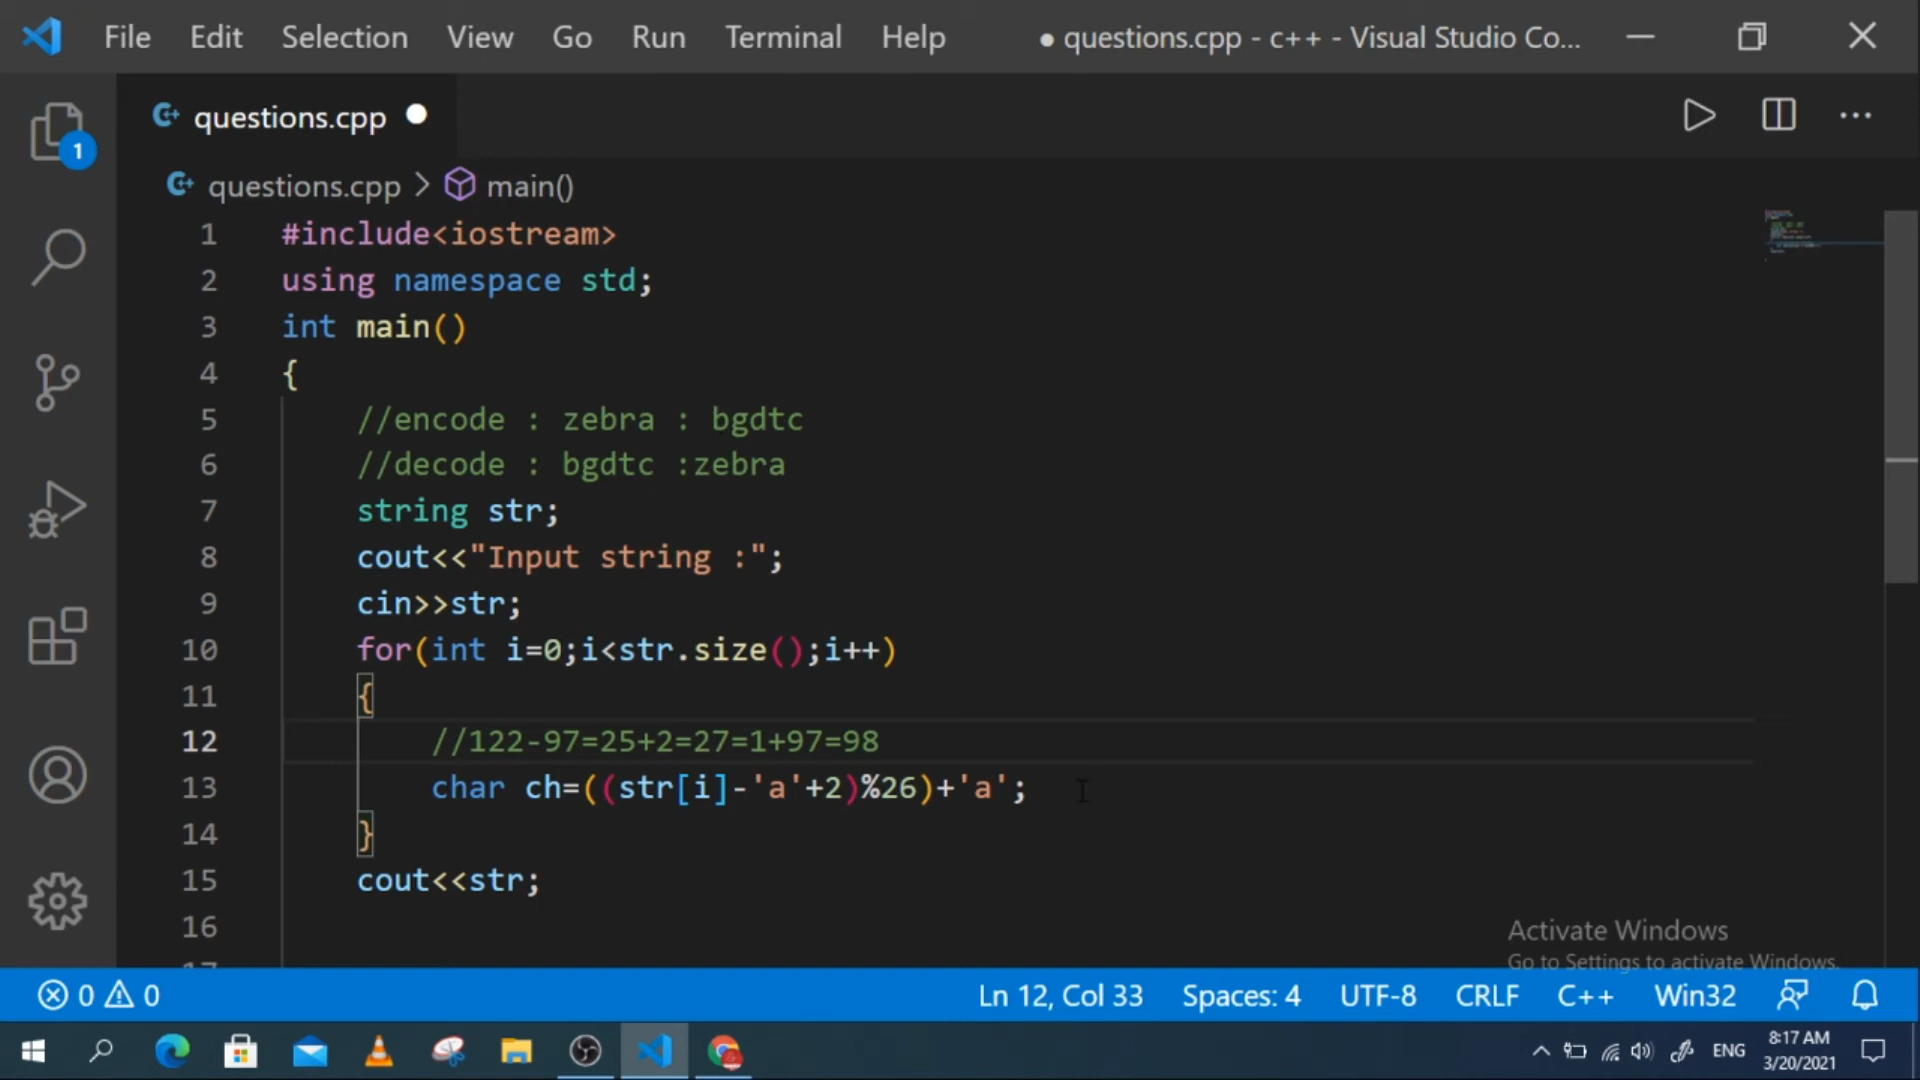 File Edit Selection View Go Run Terminal Help ● questions.cpp - c++ - Visual Studio Co...
questions.cpp
1
questions.cpp > main()
1 #include<iostream>
2 using namespace std;
3 int main()
4 {
5 //encode : zebra : bgdtc
6 //decode : bgdtc :zebra
7 string str;
8 cout<<"Input string :";
9 cin>>str;
10 for(int i=0;i<str.size();i++)
11 {
12 //122-97=25+2=27=1+97=98
13 char ch=((str[i]-'a'+2)%26)+'a';
14 }
15 cout<<str;
16
Activate Windows
Go to Settings to activate Windows.
0 0 Ln 12, Col 33 Spaces: 4 UTF-8 CRLF C++ Win32
ENG 8:17 AM
3/20/2021